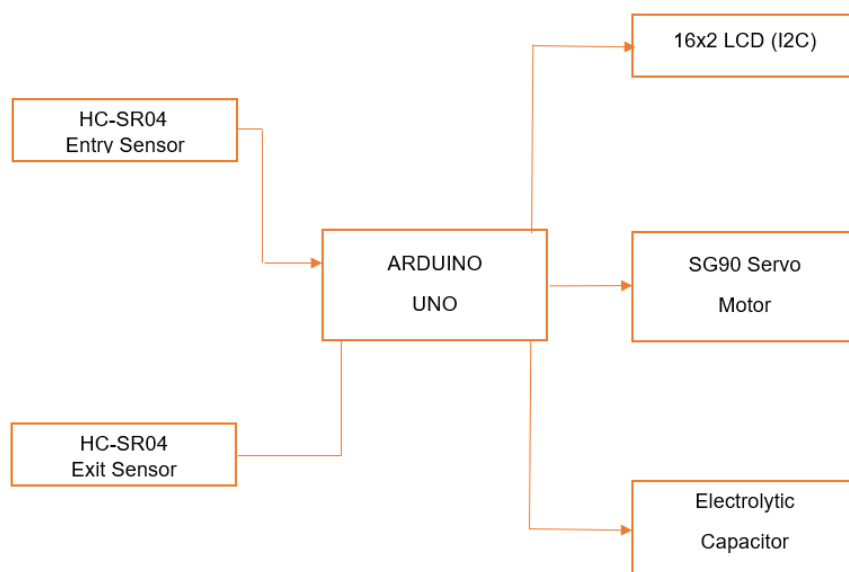 16x2 LCD (I2C)
HC-SR04
Entry Sensor
ARDUINO
UNO
SG90 Servo
Motor
HC-SR04
Exit Sensor
Electrolytic
Capacitor